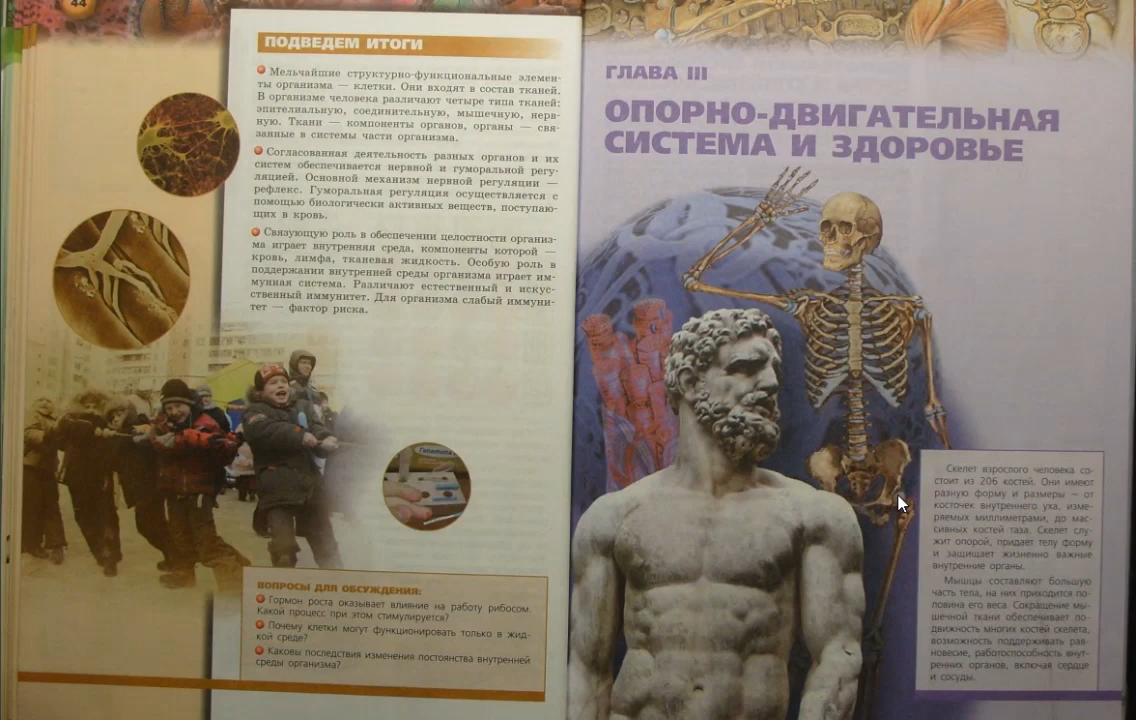 44
ПОДВЕДЕМ ИТОГИ
Мельчайшие структурно-функциональные элемен-
ты организма — клетки. Они входят в состав тканей.
В организме человека различают четыре типа тканей:
эпителиальную, соединительную, мышечную, нерв-
ную. Ткани — компоненты органов, органы — свя-
занные в системы части организма.
Согласованная деятельность разных органов и их
систем обеспечивается нервной и гуморальной регу-
ляцией. Основной механизм нервной регуляции —
рефлекс. Гуморальная регуляция осуществляется с
помощью биологически активных веществ, поступаю-
щих в кровь.
Связующую роль в обеспечении целостности организ-
ма играет внутренняя среда, компоненты которой —
кровь, лимфа, тканевая жидкость. Особую роль в
поддержании внутренней среды организма играет им-
мунная система. Различают естественный и искус-
ственный иммунитет. Для организма слабый иммуни-
тет — фактор риска.
ВОПРОСЫ ДЛЯ ОБСУЖДЕНИЯ:
Гормон роста оказывает влияние на работу рибосом.
Какой процесс при этом стимулируется?
Почему клетки могут функционировать только в жид-
кой среде?
Каковы последствия изменения постоянства внутренней
среды организма?
ГЛАВА III
ОПОРНО-ДВИГАТЕЛЬНАЯ
СИСТЕМА И ЗДОРОВЬЕ
Скелет взрослого человека со-
стоит из 206 костей. Они имеют
разную форму и размеры – от
косточек внутреннего уха, изме-
ряемых миллиметрами, до мас-
сивных костей таза. Скелет слу-
жит опорой, придает телу форму
и защищает жизненно важные
внутренние органы.
Мышцы составляют большую
часть тела, на них приходится по-
ловина его веса. Сокращение мы-
шечной ткани обеспечивает по-
движность многих костей скелета,
возможность поддерживать рав-
новесие, работоспособность внут-
ренних органов, включая сердце
и сосуды.